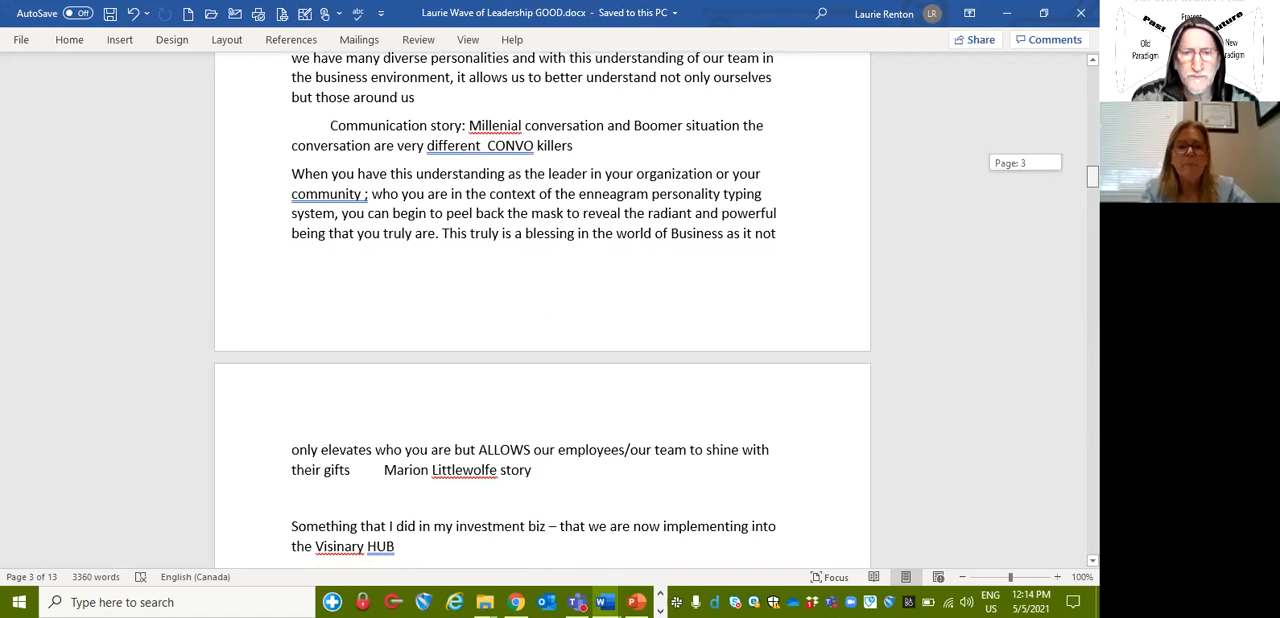 AutoSave Off
Laurie Wave of Leadership GOOD.docx - Saved to this PC
Laurie Renton LR
File Home Insert Design Layout References Mailings Review View Help Share Comments
we have many diverse personalities and with this understanding of our team in
the business environment, it allows us to better understand not only ourselves
but those around us
Communication story: Millenial conversation and Boomer situation the
conversation are very different CONVO killers
When you have this understanding as the leader in your organization or your
community ; who you are in the context of the enneagram personality typing
system, you can begin to peel back the mask to reveal the radiant and powerful
being that you truly are. This truly is a blessing in the world of Business as it not
Page: 3
only elevates who you are but ALLOWS our employees/our team to shine with
their gifts Marion Littlewolfe story
Something that I did in my investment biz – that we are now implementing into
the Visinary HUB
Page 3 of 13 3360 words English (Canada) Focus 100%
Type here to search
ENG
US
12:14 PM
5/5/2021
Past
Present
Old
Paradigm
New